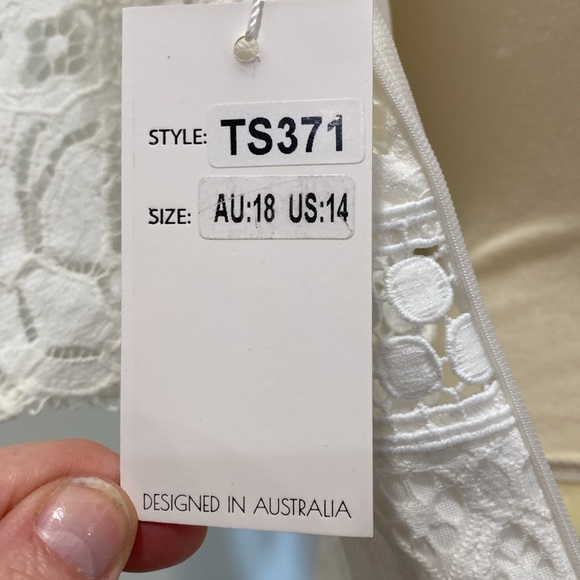 STYLE: TS371
SIZE: AU:18 US:14
DESIGNED IN AUSTRALIA